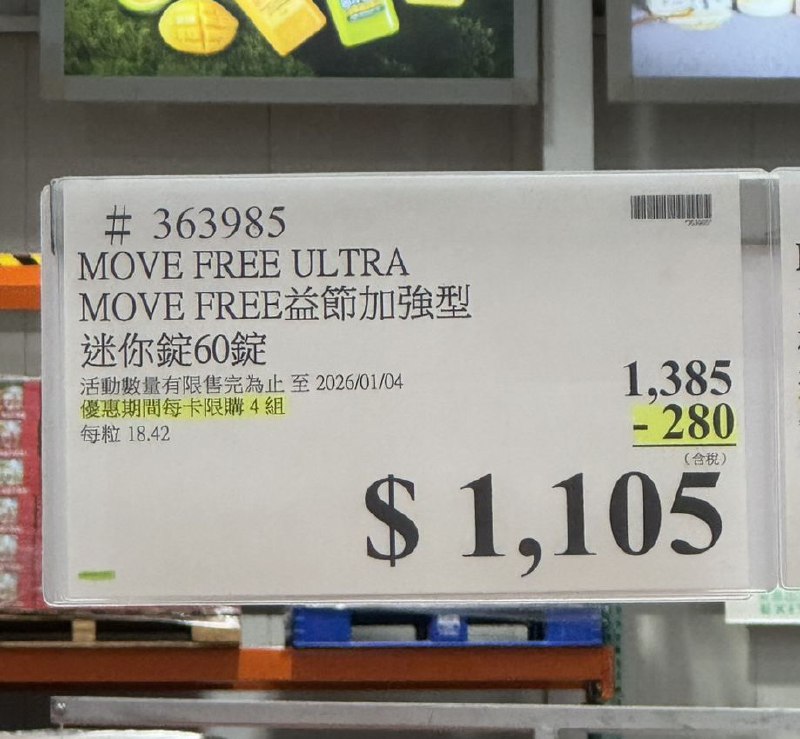 # 363985
MOVE FREE ULTRA
MOVE FREE益節加強型
迷你錠60錠
活動數量有限售完為止 至 2026/01/04
優惠期間每卡限購 4 組
每粒 18.42
1,385
- 280
(含稅)
$ 1,105